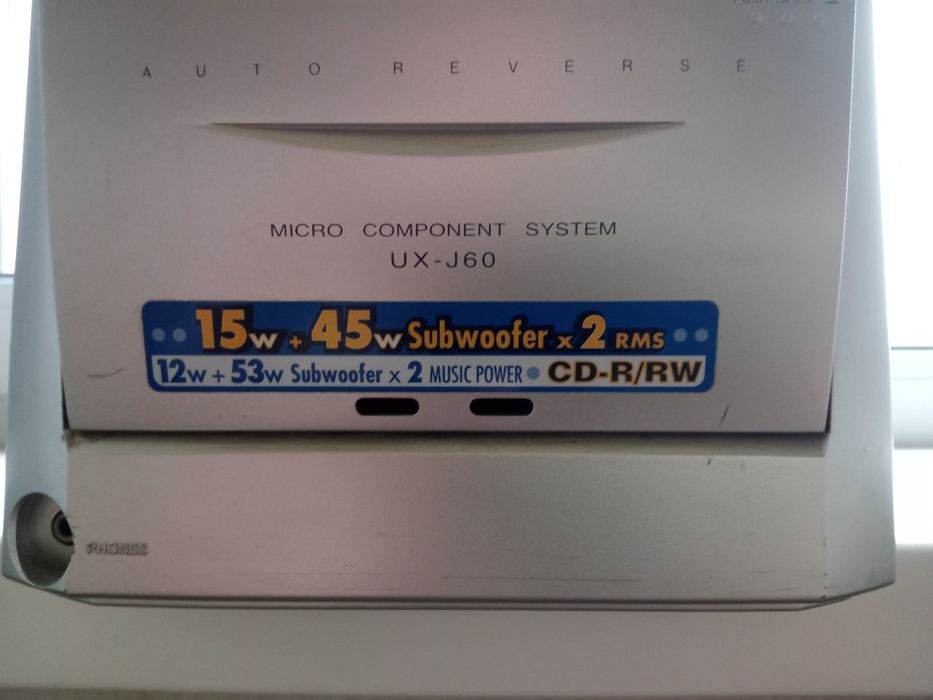 AUTO REVERSE
MICRO COMPONENT SYSTEM
UX-J60
15W + 45W Subwoofer x 2 RMS
12W + 53W Subwoofer x 2 MUSIC POWER CD-R/RW
PHONES